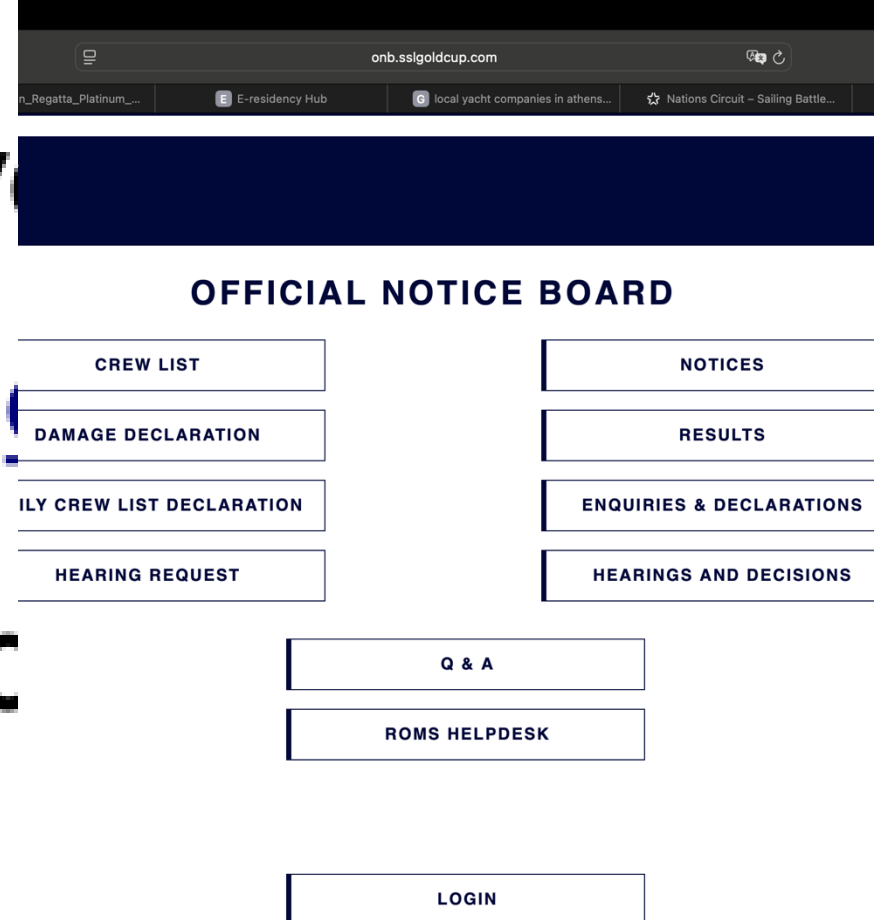 onb.sslgoldcup.com
n_Regatta_Platinum_...
E E-residency Hub
G local yacht companies in athens...
Nations Circuit – Sailing Battle...
OFFICIAL NOTICE BOARD
CREW LIST
NOTICES
DAMAGE DECLARATION
RESULTS
ILY CREW LIST DECLARATION
ENQUIRIES & DECLARATIONS
HEARING REQUEST
HEARINGS AND DECISIONS
Q & A
ROMS HELPDESK
LOGIN